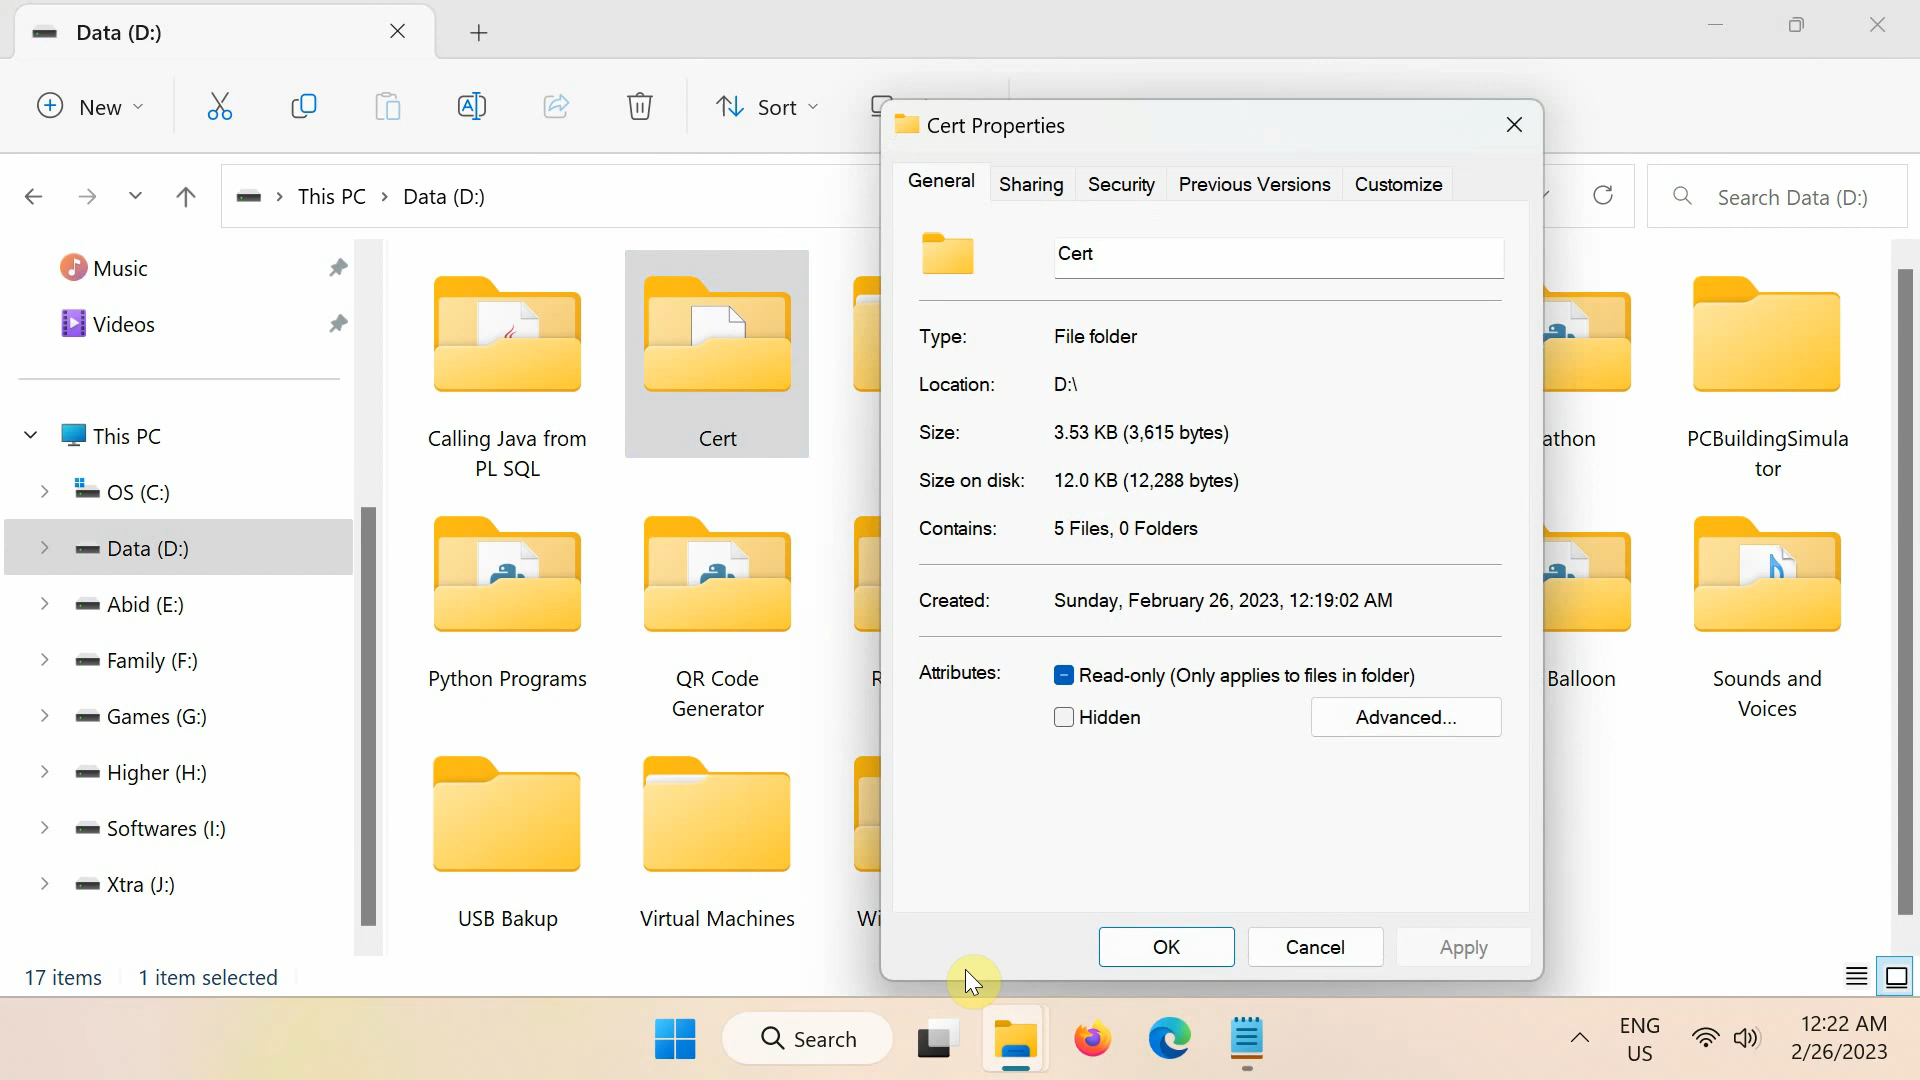 Data (D:)
New
Sort
This PC
Data (D:)
Search Data (D:)
Music
Videos
This PC
OS (C:)
Data (D:)
Abid (E:)
Family (F:)
Games (G:)
Higher (H:)
Softwares (I:)
Xtra (J:)
Calling Java from
PL SQL
Cert
athon
PCBuildingSimula
tor
Python Programs
QR Code
Generator
R
Balloon
Sounds and
Voices
USB Bakup
Virtual Machines
Wi
Cert Properties
General
Sharing
Security
Previous Versions
Customize
Cert
Type: File folder
Location: D:\
Size: 3.53 KB (3,615 bytes)
Size on disk: 12.0 KB (12,288 bytes)
Contains: 5 Files, 0 Folders
Created: Sunday, February 26, 2023, 12:19:02 AM
Attributes: Read-only (Only applies to files in folder)
Hidden
Advanced...
OK
Cancel
Apply
17 items
1 item selected
Search
ENG
US
12:22 AM
2/26/2023